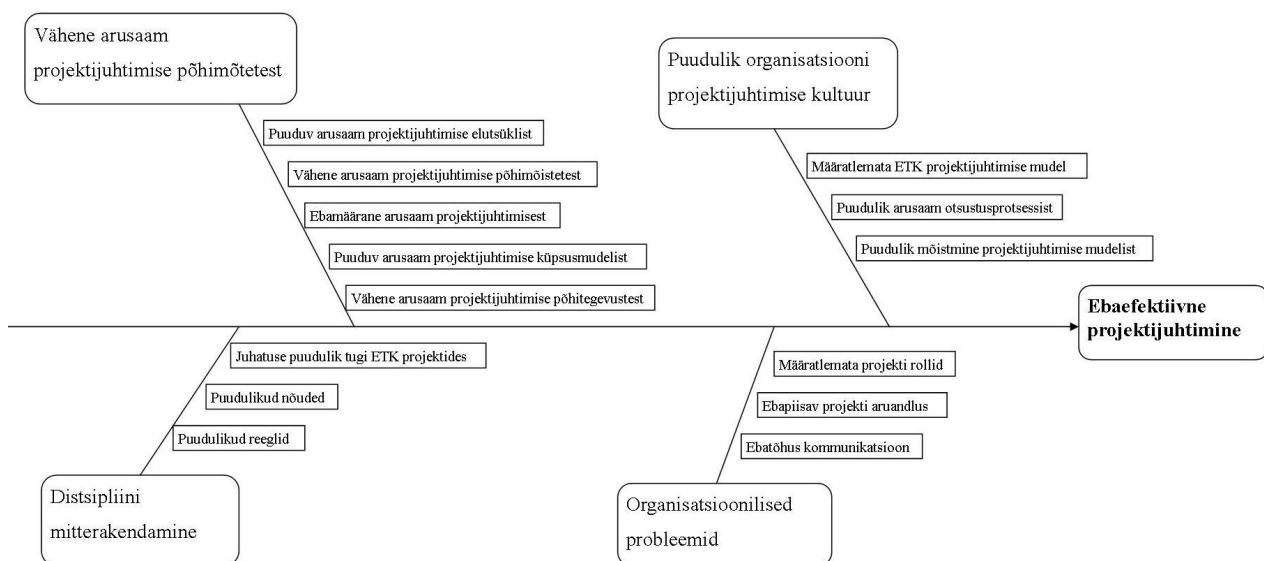 Vähene arusaam
projektijuhtimise põhimõtetest
Puuduv arusaam projektijuhtimise elutsüklist
Vähene arusaam projektijuhtimise põhimõistetest
Ebamäärane arusaam projektijuhtimisest
Puuduv arusaam projektijuhtimise küpsusmudelist
Vähene arusaam projektijuhtimise põhitegevustest
Puudulik organisatsiooni
projektijuhtimise kultuur
Määratlemata ETK projektijuhtimise mudel
Puudulik arusaam otsustusprotsessist
Puudulik mõistmine projektijuhtimise mudelist
Ebaefektiivne
projektijuhtimine
Juhatuse puudulik tugi ETK projektides
Puudulikud nõuded
Puudulikud reeglid
Distsipliini
mitterakendamine
Määratlemata projekti rollid
Ebapiisav projekti aruandlus
Ebatõhus kommunikatsioon
Organisatsioonilised
probleemid